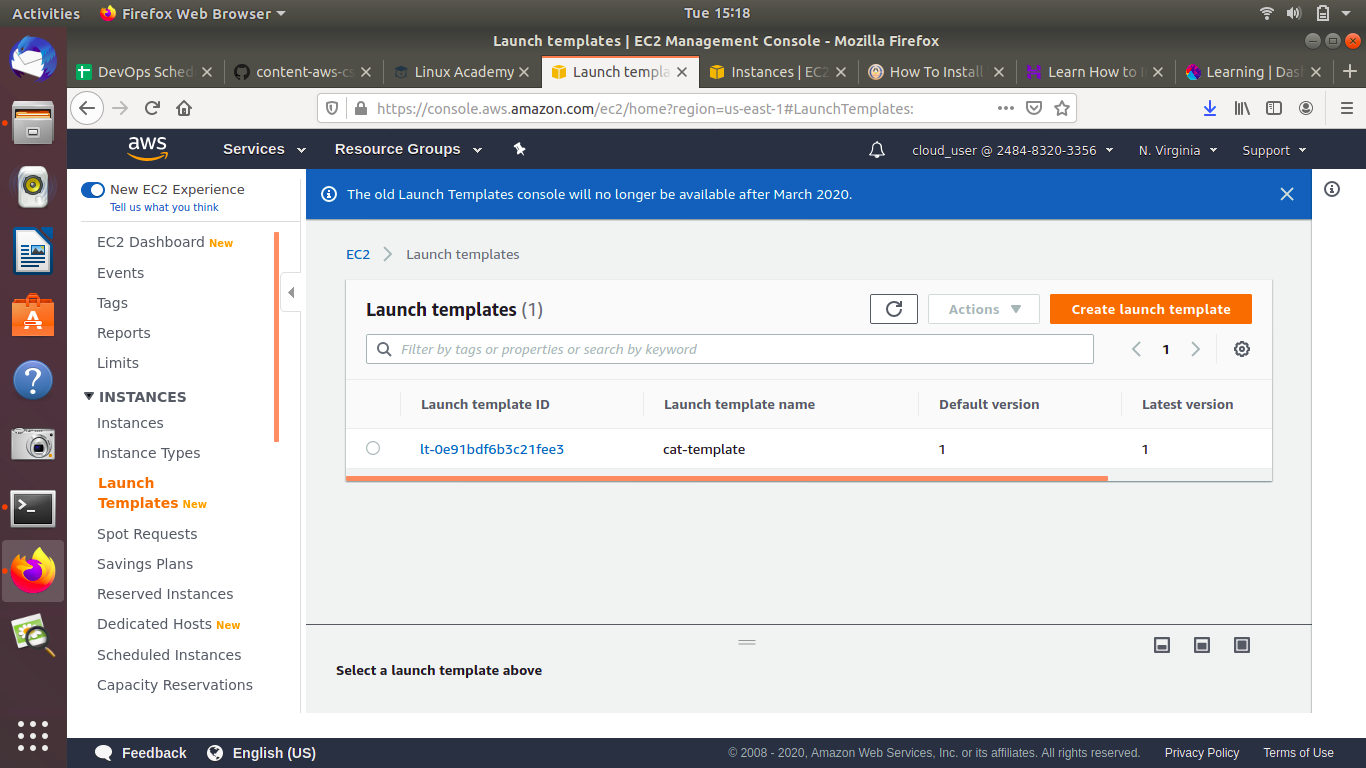 Activities Firefox Web Browser Tue 15:18
Launch templates | EC2 Management Console - Mozilla Firefox
DevOps Sched content-aws-cs Linux Academy Launch templa Instances | EC2 How To Install Learn How to I Learning | Das
https://console.aws.amazon.com/ec2/home?region=us-east-1#LaunchTemplates:
aws Services Resource Groups cloud_user @ 2484-8320-3356 N. Virginia Support
New EC2 Experience
Tell us what you think
The old Launch Templates console will no longer be available after March 2020.
EC2 Dashboard New
Events
Tags
Reports
Limits
INSTANCES
Instances
Instance Types
Launch
Templates New
Spot Requests
Savings Plans
Reserved Instances
Dedicated Hosts New
Scheduled Instances
Capacity Reservations
EC2 Launch templates
Launch templates (1) Actions Create launch template
Filter by tags or properties or search by keyword 1
Launch template ID Launch template name Default version Latest version
lt-0e91bdf6b3c21fee3 cat-template 1 1
Select a launch template above
Feedback English (US) © 2008 - 2020, Amazon Web Services, Inc. or its affiliates. All rights reserved. Privacy Policy Terms of Use